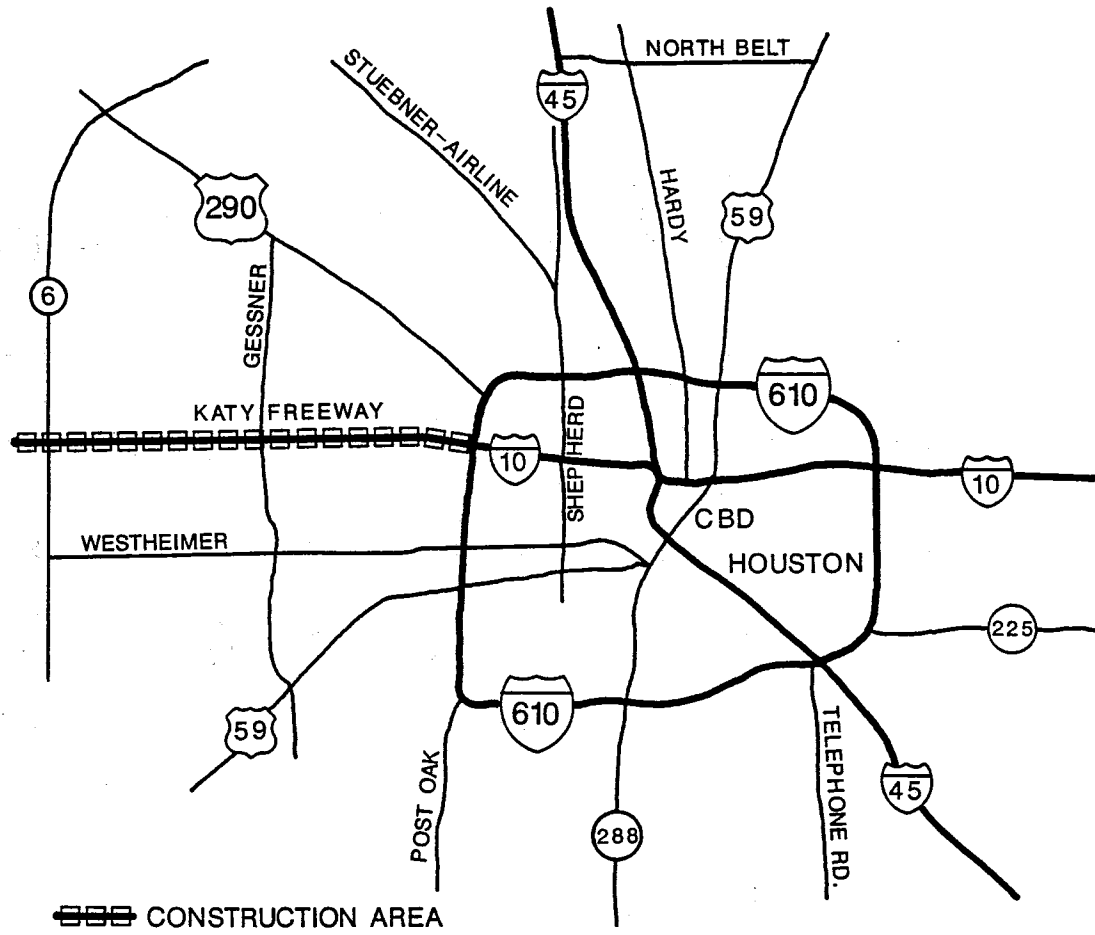 NORTH BELT
STUEBNER-AIRLINE
45
HARDY
290
59
GESSNER
6
610
KATY FREEWAY
SHEPHERD
10
10
CBD
WESTHEIMER
HOUSTON
225
610
59
TELEPHONE RD.
POST OAK
45
288
CONSTRUCTION AREA